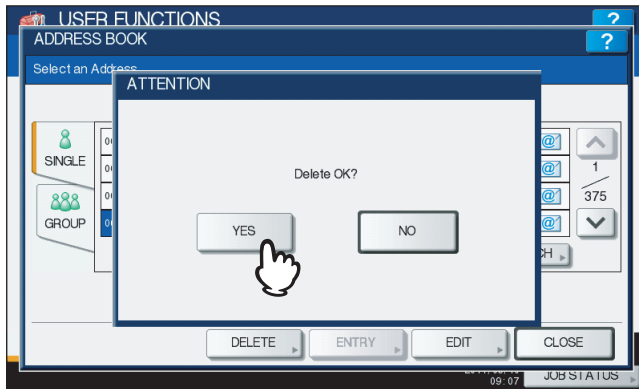 USER FUNCTIONS
?
ADDRESS BOOK
?
Select an Address
ATTENTION
Delete OK?
YES
NO
SINGLE
GROUP
@
@
@
@
1
375
DELETE
ENTRY
EDIT
CLOSE
09:07
JOB STATUS